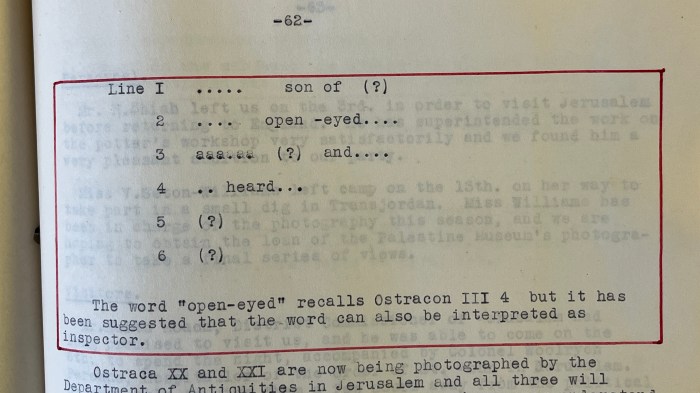 -62-
Line I ..... son of (?)
2 .... open -eyed....
3 (?) and....
4 .. heard...
5 (?)
6 (?)
The word "open-eyed" recalls Ostracon III 4 but it has
been suggested that the word can also be interpreted as
inspector.
Ostraca XX and XXI are now being photographed by the
Department of Antiquities in Jerusalem and all three will